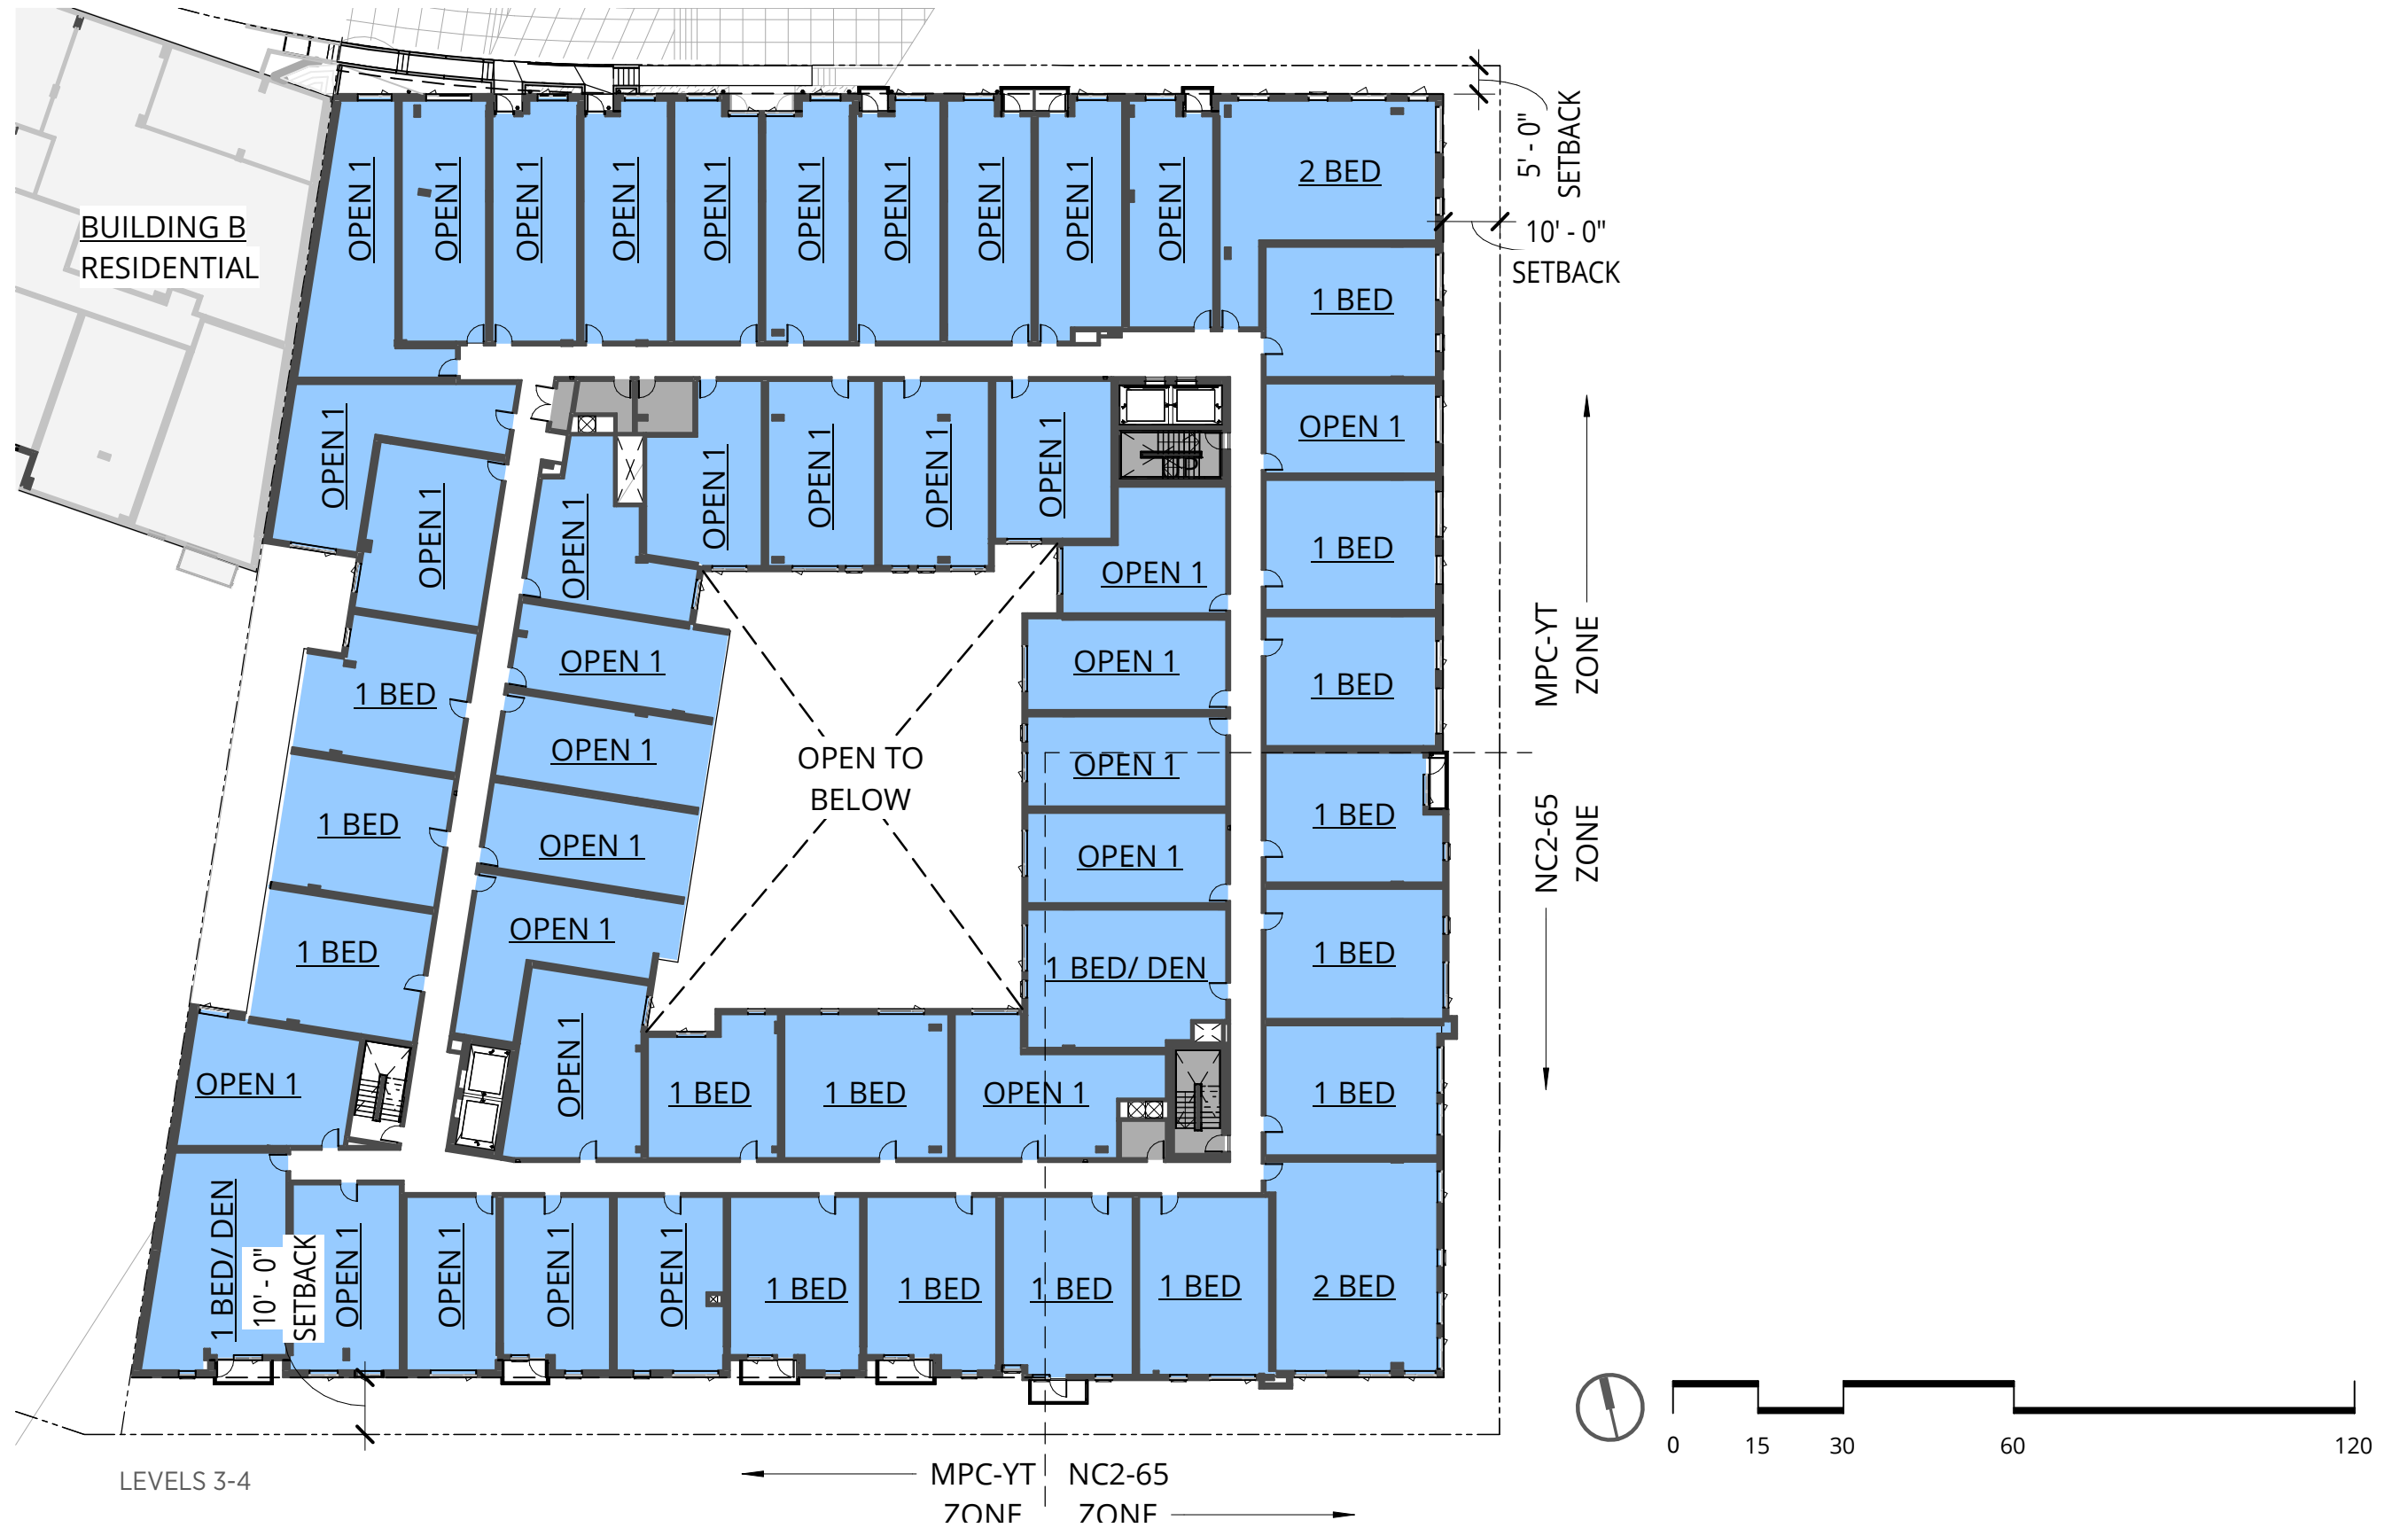 BUILDING B
RESIDENTIAL
OPEN 1
OPEN 1
OPEN 1
OPEN 1
OPEN 1
OPEN 1
OPEN 1
OPEN 1
OPEN 1
OPEN 1
2 BED
5' - 0"
SETBACK
10' - 0"
SETBACK
1 BED
OPEN 1
1 BED
1 BED
1 BED
1 BED
1 BED
2 BED
OPEN 1
OPEN 1
OPEN 1
OPEN 1
OPEN 1
OPEN 1
OPEN 1
UP
OPEN 1
OPEN 1
OPEN 1
OPEN 1
1 BED/ DEN
OPEN 1
OPEN 1
OPEN 1
OPEN 1
OPEN 1
OPEN TO
BELOW
1 BED
1 BED
1 BED
OPEN 1
1 BED
1 BED
OPEN 1
MPC-YT
ZONE
NC2-65
ZONE
1 BED/ DEN
10' - 0"
SETBACK
OPEN 1
OPEN 1
OPEN 1
OPEN 1
1 BED
1 BED
1 BED
1 BED
0
15
30
60
120
LEVELS 3-4
MPC-YT
ZONE
NC2-65
ZONE